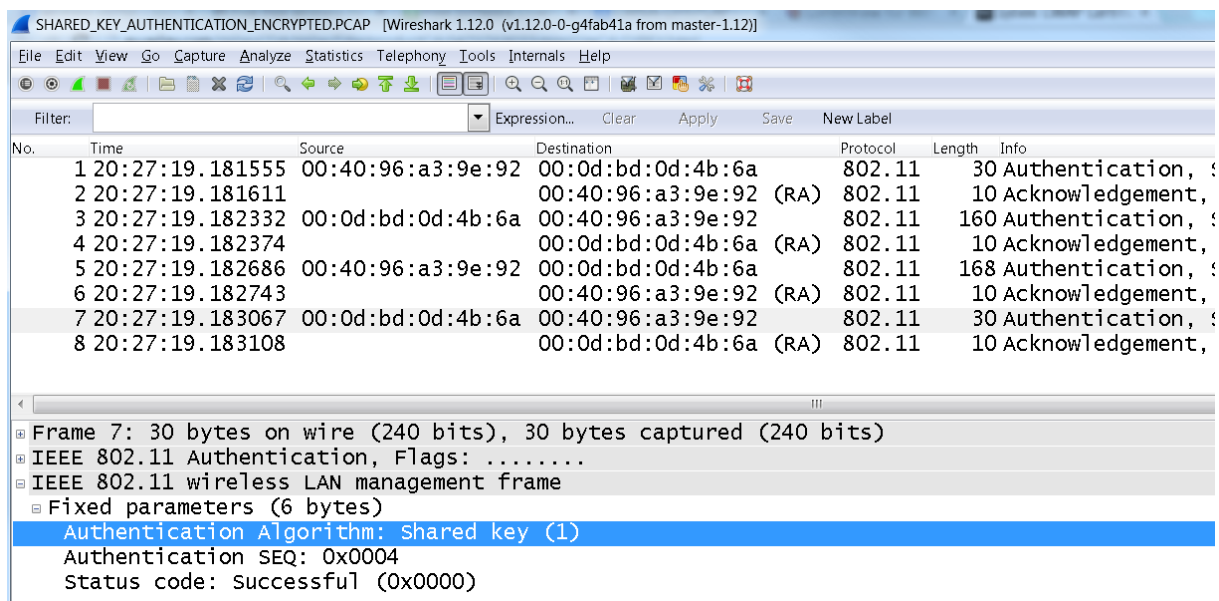 SHARED_KEY_AUTHENTICATION_ENCRYPTED.PCAP [Wireshark 1.12.0 (v1.12.0-0-g4fab41a from master-1.12)]
File Edit View Go Capture Analyze Statistics Telephony Tools Internals Help
Filter: Expression... Clear Apply Save New Label
No. Time Source Destination Protocol Length Info
1 20:27:19.181555 00:40:96:a3:9e:92 00:0d:bd:0d:4b:6a 802.11 30 Authentication, S
2 20:27:19.181611 00:40:96:a3:9e:92 (RA) 802.11 10 Acknowledgement,
3 20:27:19.182332 00:0d:bd:0d:4b:6a 00:40:96:a3:9e:92 802.11 160 Authentication, S
4 20:27:19.182374 00:0d:bd:0d:4b:6a (RA) 802.11 10 Acknowledgement,
5 20:27:19.182686 00:40:96:a3:9e:92 00:0d:bd:0d:4b:6a 802.11 168 Authentication, S
6 20:27:19.182743 00:40:96:a3:9e:92 (RA) 802.11 10 Acknowledgement,
7 20:27:19.183067 00:0d:bd:0d:4b:6a 00:40:96:a3:9e:92 802.11 30 Authentication, S
8 20:27:19.183108 00:0d:bd:0d:4b:6a (RA) 802.11 10 Acknowledgement,
Frame 7: 30 bytes on wire (240 bits), 30 bytes captured (240 bits)
IEEE 802.11 Authentication, Flags: ........
IEEE 802.11 wireless LAN management frame
Fixed parameters (6 bytes)
Authentication Algorithm: Shared key (1)
Authentication SEQ: 0x0004
Status code: Successful (0x0000)